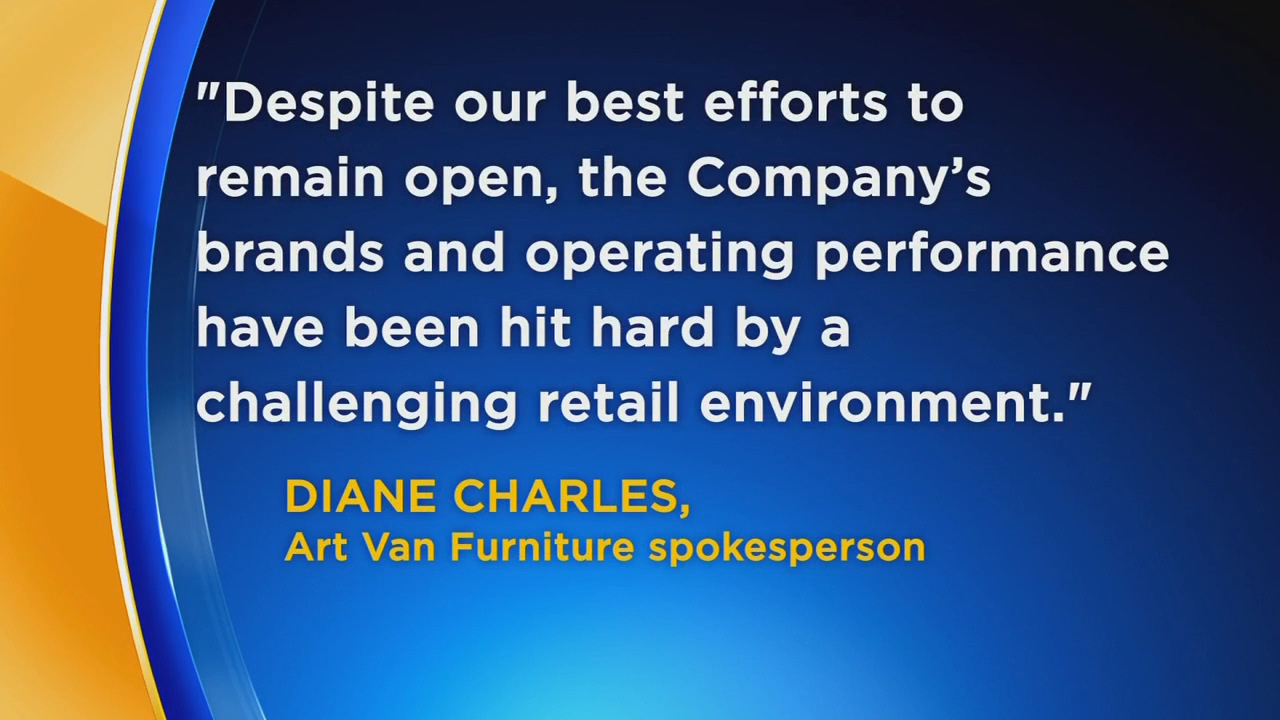 "Despite our best efforts to
remain open, the Company’s
brands and operating performance
have been hit hard by a
challenging retail environment."
DIANE CHARLES,
Art Van Furniture spokesperson